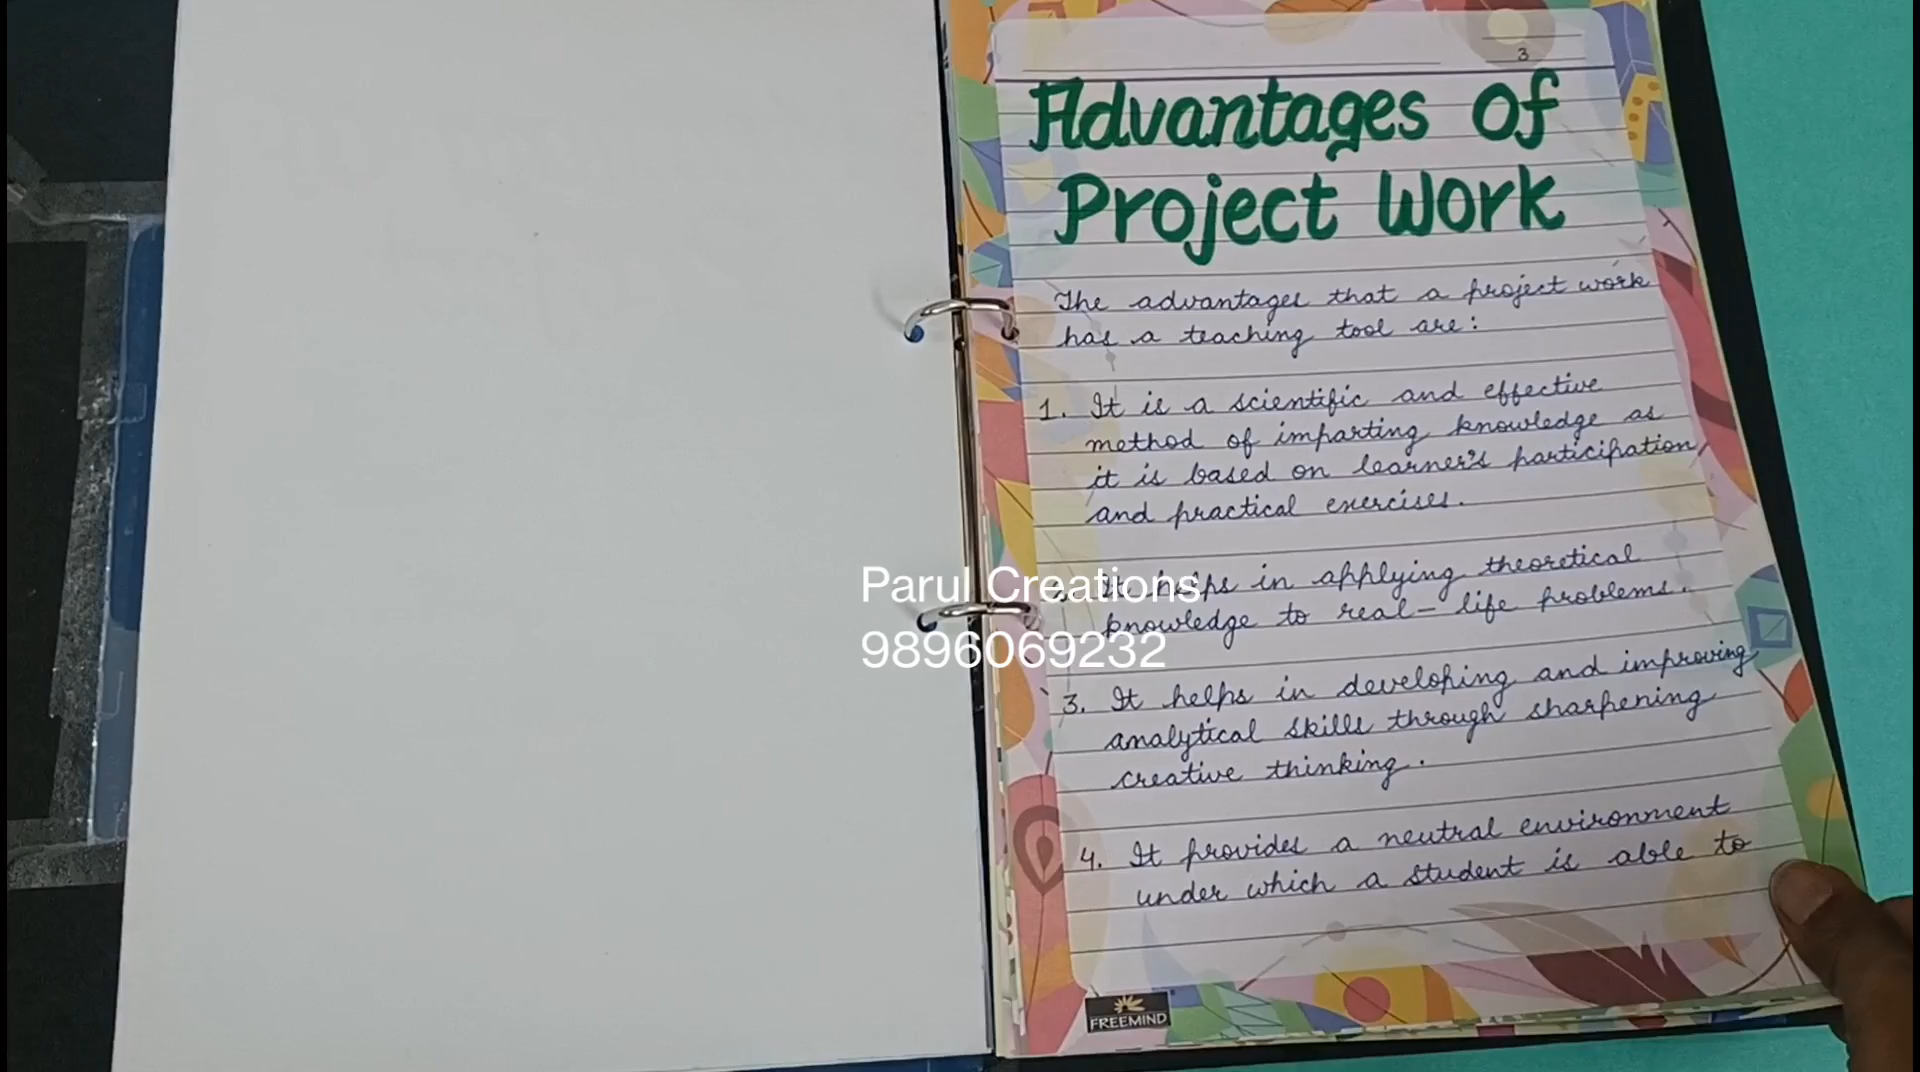 3
Advantages of
Project Work
The advantages that a project work
has a teaching tool are:
1. It is a scientific and effective
method of imparting knowledge as
it is based on learner's participation,
and practical exercises.
It helps in applying theoretical
knowledge to real-life problems.
3. It helps in developing and improving
analytical skills through sharpening
creative thinking.
4. It provides a neutral environment
under which a student is able to
Parul Creations
9896069232
FREEMIND